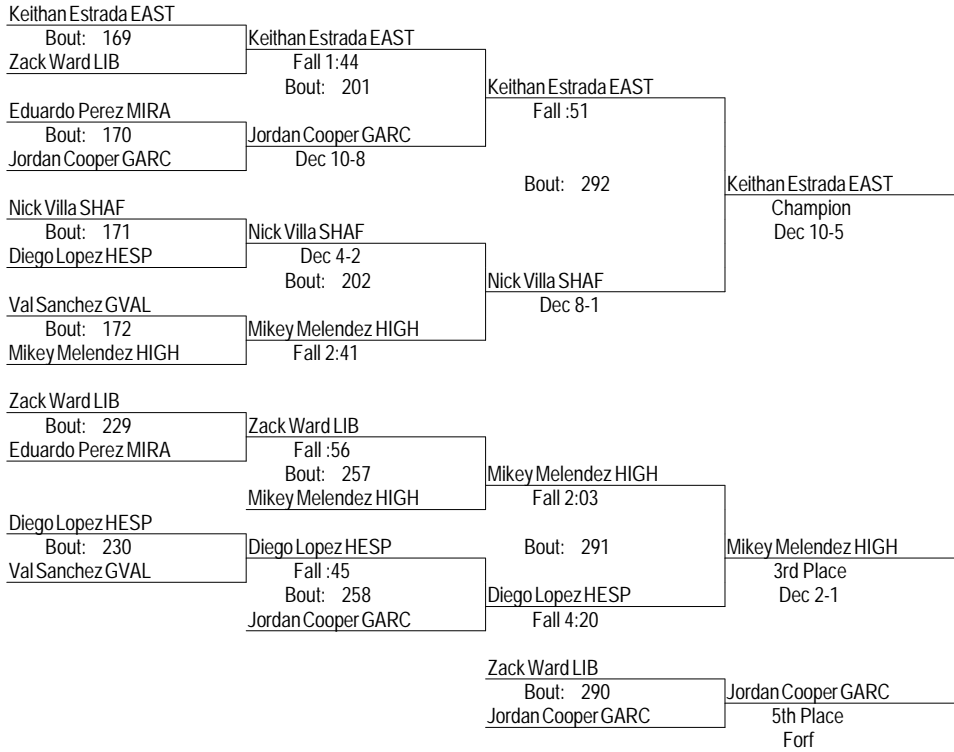 Keithan Estrada EAST
Bout: 169
Zack Ward LIB
Keithan Estrada EAST
Fall 1:44
Bout: 201
Eduardo Perez MIRA
Bout: 170
Jordan Cooper GARC
Jordan Cooper GARC
Dec 10-8
Keithan Estrada EAST
Fall :51
Bout: 292
Nick Villa SHAF
Bout: 171
Diego Lopez HESP
Nick Villa SHAF
Dec 4-2
Bout: 202
Val Sanchez GVAL
Bout: 172
Mikey Melendez HIGH
Mikey Melendez HIGH
Fall 2:41
Nick Villa SHAF
Dec 8-1
Keithan Estrada EAST
Champion
Dec 10-5
Zack Ward LIB
Bout: 229
Eduardo Perez MIRA
Zack Ward LIB
Fall :56
Bout: 257
Mikey Melendez HIGH
Mikey Melendez HIGH
Fall 2:03
Bout: 291
Diego Lopez HESP
Bout: 230
Val Sanchez GVAL
Diego Lopez HESP
Fall :45
Bout: 258
Jordan Cooper GARC
Diego Lopez HESP
Fall 4:20
Mikey Melendez HIGH
3rd Place
Dec 2-1
Zack Ward LIB
Bout: 290
Jordan Cooper GARC
Jordan Cooper GARC
5th Place
Forf